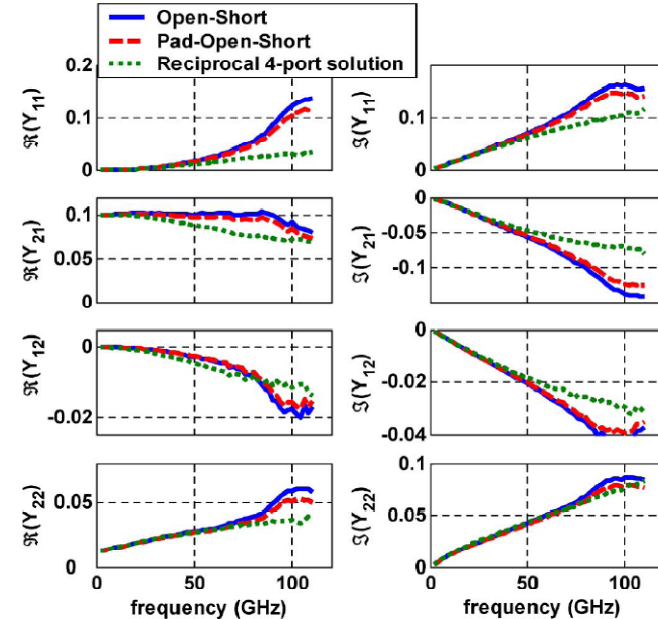 Open-Short
Pad-Open-Short
Reciprocal 4-port solution
0.2
0.1
0
ℜ(Y11)
0.1
0
ℑ(Y11)
0.1
0.05
0
ℜ(Y21)
0
-0.05
-0.1
ℑ(Y21)
0
-0.02
ℜ(Y12)
0
-0.02
-0.04
ℑ(Y12)
0.05
0
ℜ(Y22)
0.1
0.05
0
ℑ(Y22)
0 50 100
frequency (GHz)
0 50 100
frequency (GHz)